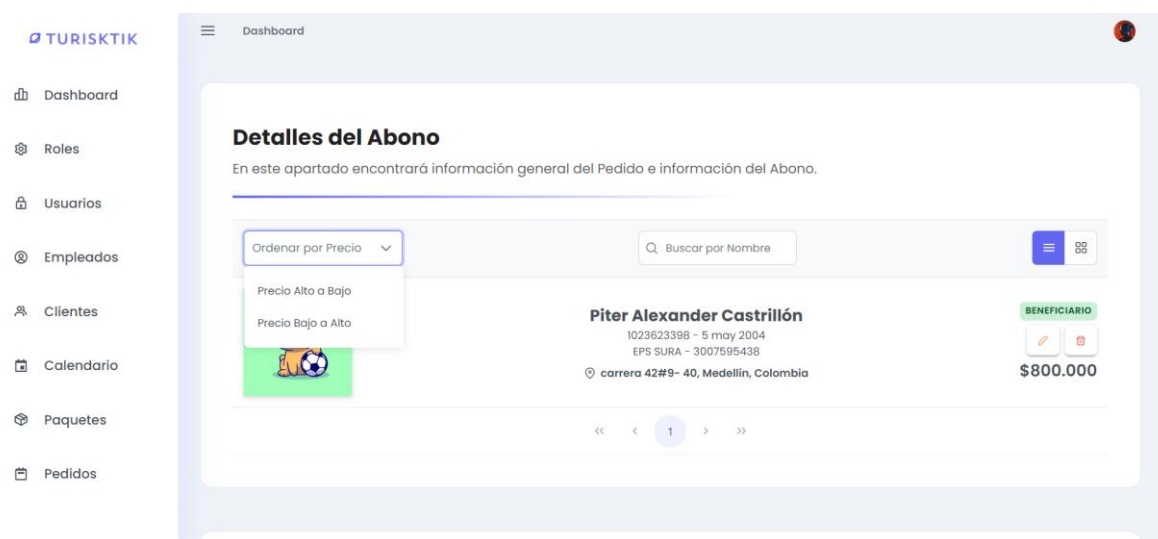 TURISKTIK
Dashboard
Roles
Usuarios
Empleados
Clientes
Calendario
Paquetes
Pedidos
Dashboard
Detalles del Abono
En este apartado encontrará información general del Pedido e información del Abono.
Ordenar por Precio
Buscar por Nombre
Precio Alto a Bajo
Precio Bajo a Alto
Piter Alexander Castrillón
1023623398 - 5 may 2004
EPS SURA - 3007595438
carrera 42#9- 40, Medellin, Colombia
BENEFICIARIO
$800.000
<< < 1 > >>